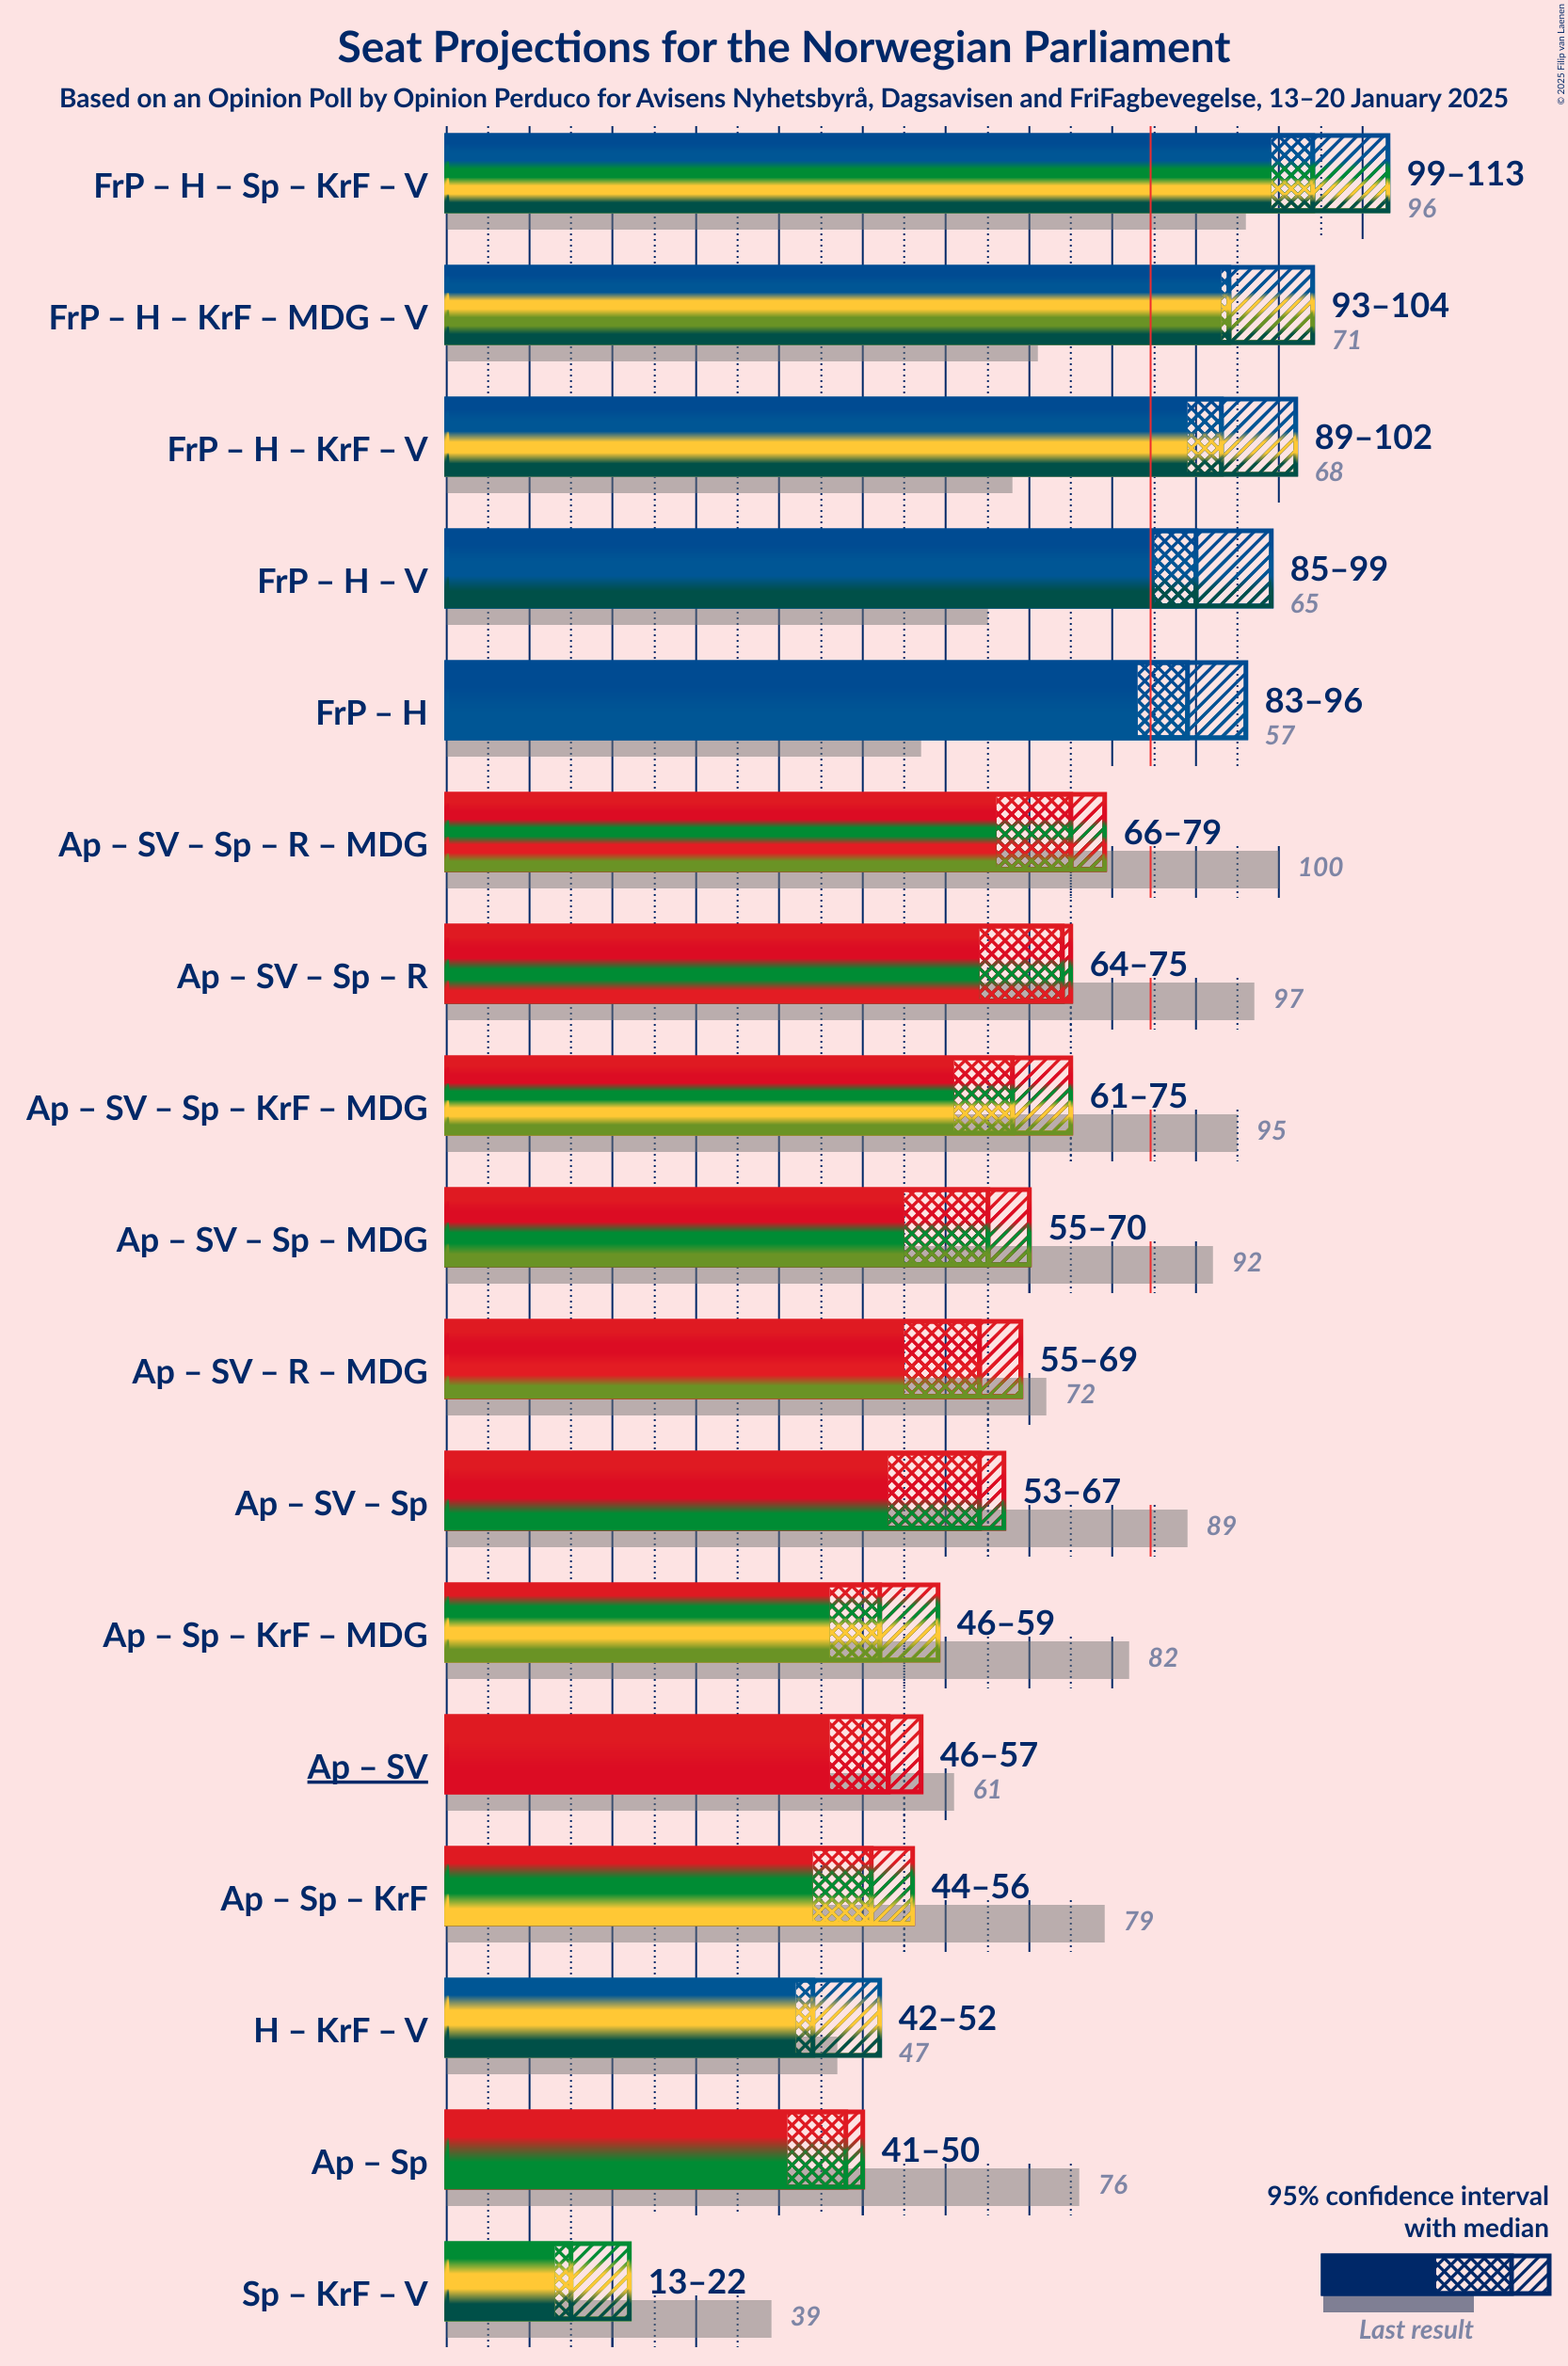 Seat Projections for the Norwegian Parliament
Based on an Opinion Poll by Opinion Perduco for Avisens Nyhetsbyrå, Dagsavisen and FriFagbevegelse, 13–20 January 2025
© 2025 Filip van Laenen
FrP – H – Sp – KrF – V
99–113
96
FrP – H – KrF – MDG – V
93–104
71
FrP – H – KrF – V
89–102
68
FrP – H – V
85–99
65
FrP – H
83–96
57
Ap – SV – Sp – R – MDG
66–79
100
Ap – SV – Sp – R
64–75
97
Ap – SV – Sp – KrF – MDG
61–75
95
Ap – SV – Sp – MDG
55–70
92
Ap – SV – R – MDG
55–69
72
Ap – SV – Sp
53–67
89
Ap – Sp – KrF – MDG
46–59
82
Ap – SV
46–57
61
Ap – Sp – KrF
44–56
79
H – KrF – V
42–52
47
Ap – Sp
41–50
76
Sp – KrF – V
13–22
39
95% confidence interval
with median
Last result